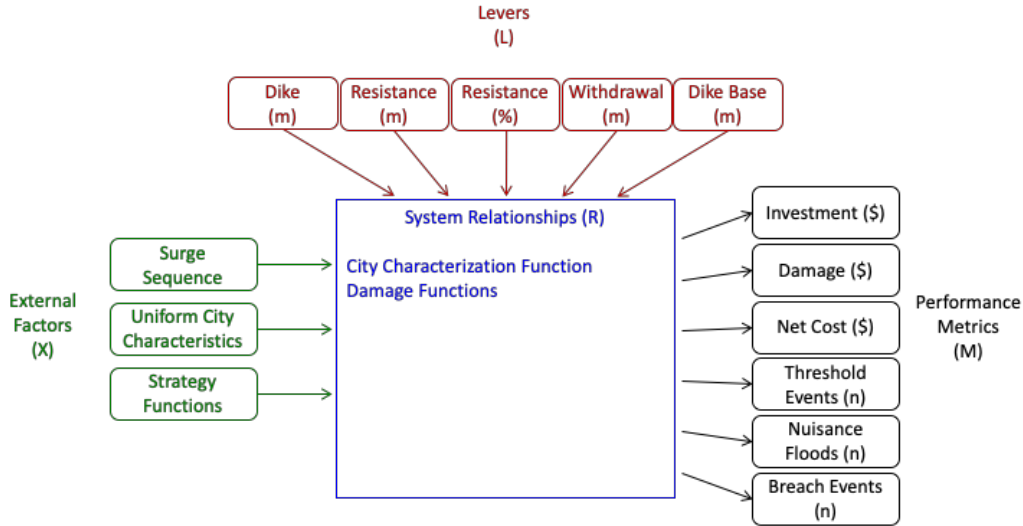 Levers
(L)
Dike
(m)
Resistance
(m)
Resistance
(%)
Withdrawal
(m)
Dike Base
(m)
System Relationships (R)
City Characterization Function
Damage Functions
External
Factors
(X)
Surge
Sequence
Uniform City
Characteristics
Strategy
Functions
Investment ($)
Damage ($)
Net Cost ($)
Threshold
Events (n)
Nuisance
Floods (n)
Breach Events
(n)
Performance
Metrics
(M)